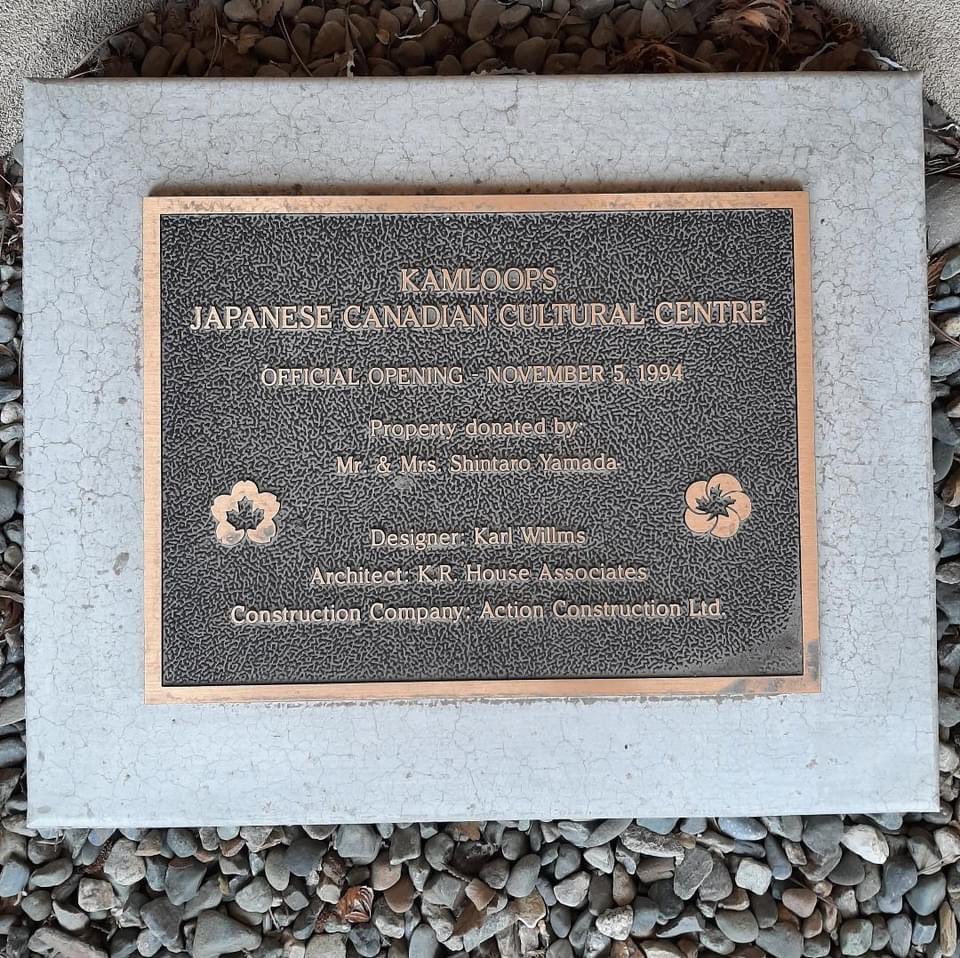 KAMLOOPS
JAPANESE CANADIAN CULTURAL CENTRE
OFFICIAL OPENING - NOVEMBER 5, 1994
Property donated by:
Mr. & Mrs. Shintaro Yamada
Designer: Karl Willms
Architect: K.R. House Associates
Construction Company: Action Construction Ltd.